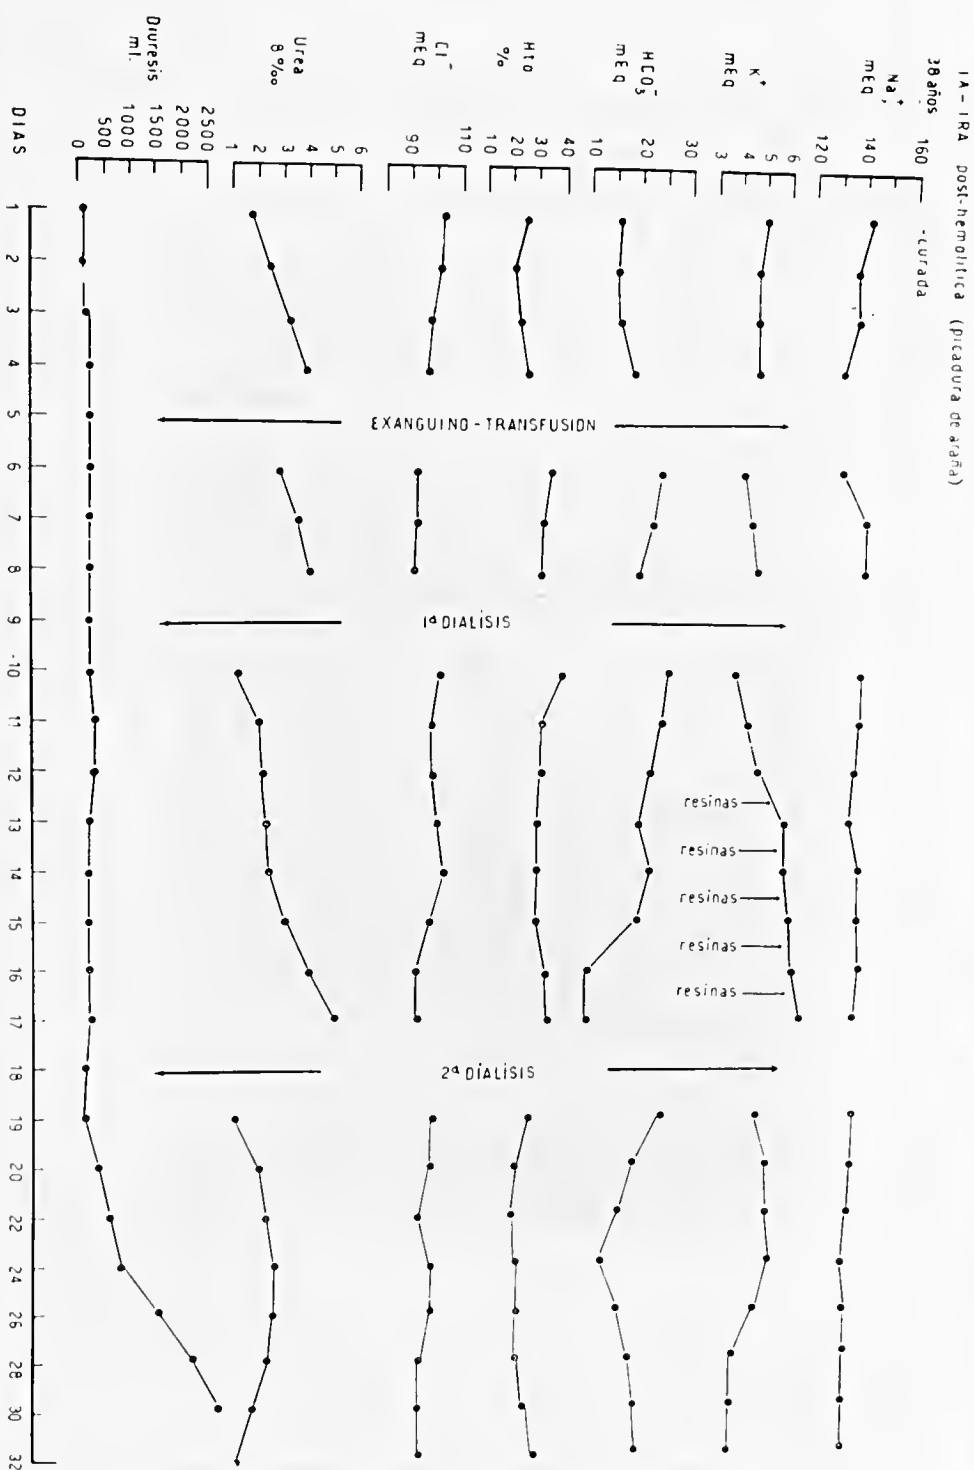 IA - IRA post-hemolítica (picadura de araña)
38 años - curada
Na⁺, mEq
160
140
120
K⁺ mEq
6
5
4
3
resinas
resinas
resinas
resinas
resinas
HCO₃⁻ mEq
30
20
10
Hto %
40
30
20
10
Cl⁻ mEq
110
90
EXANGUINO - TRANSFUSION
1ª DIALISIS
2ª DIALISIS
Urea 8‰
6
5
4
3
2
1
Diuresis ml.
2500
2000
1500
1000
500
0
DIAS
1 2 3 4 5 6 7 8 9 10 11 12 13 14 15 16 17 18 19 20 22 24 26 28 30 32